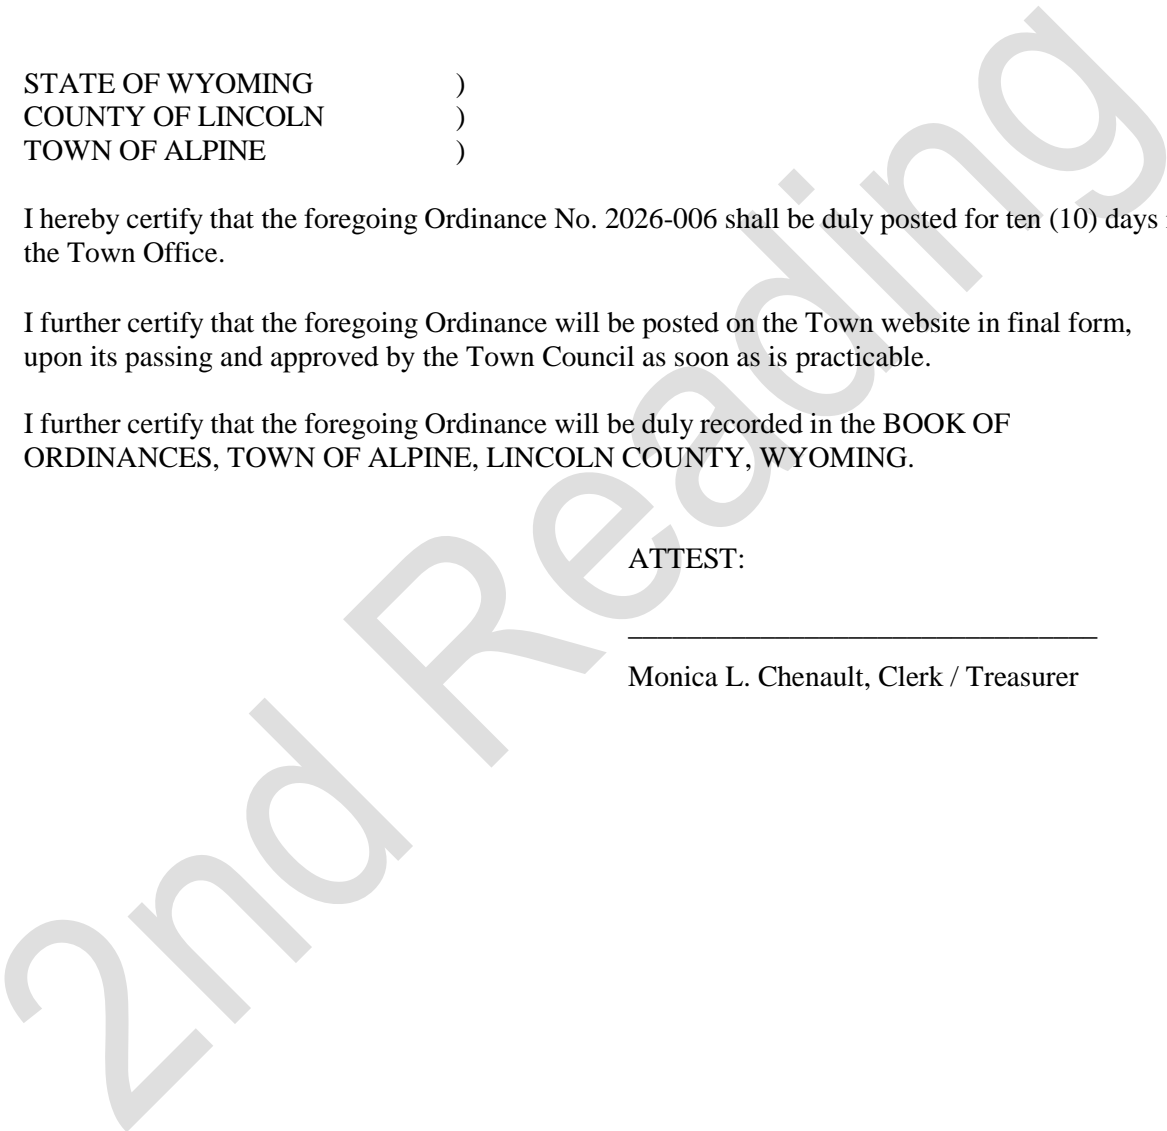 STATE OF WYOMING )
COUNTY OF LINCOLN )
TOWN OF ALPINE )
I hereby certify that the foregoing Ordinance No. 2026-006 shall be duly posted for ten (10) days
the Town Office.
I further certify that the foregoing Ordinance will be posted on the Town website in final form,
upon its passing and approved by the Town Council as soon as is practicable.
I further certify that the foregoing Ordinance will be duly recorded in the BOOK OF
ORDINANCES, TOWN OF ALPINE, LINCOLN COUNTY, WYOMING.
ATTEST:
Monica L. Chenault, Clerk / Treasurer
2nd Reading